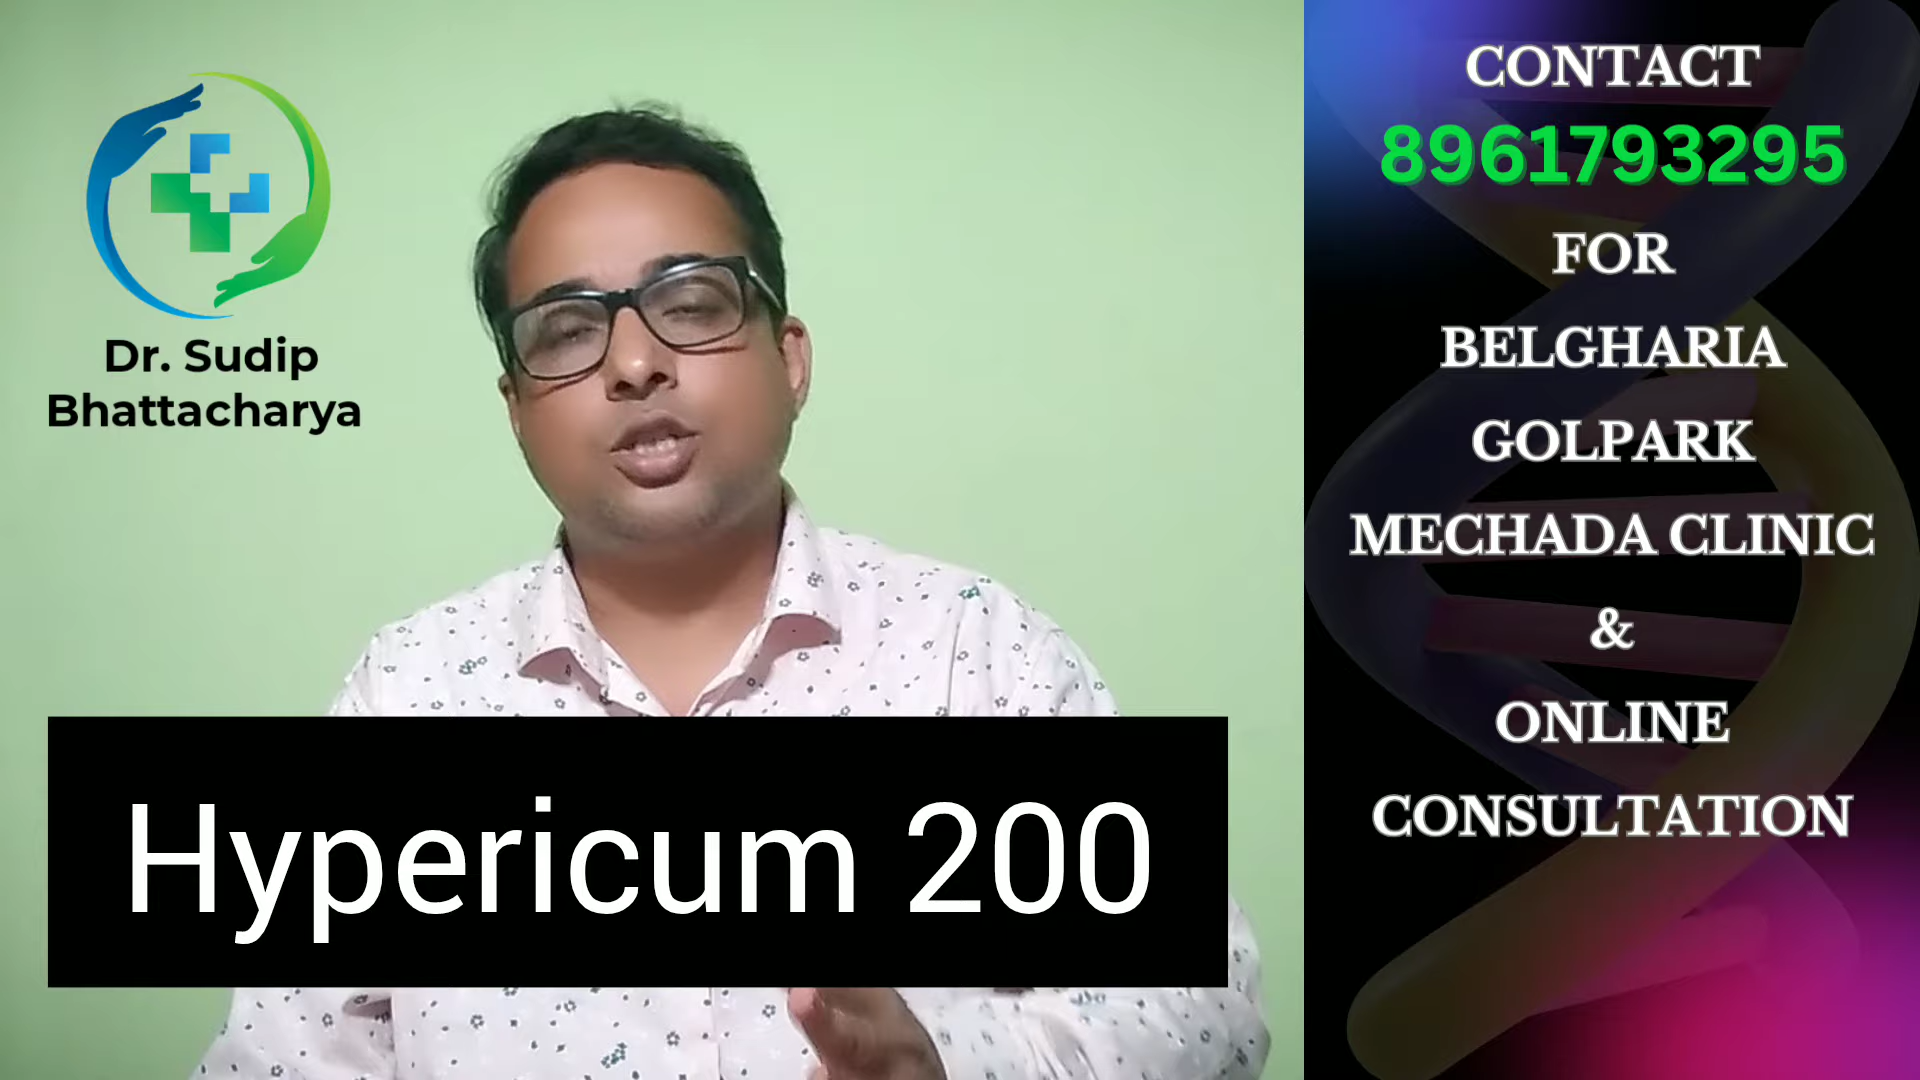 Dr. Sudip
Bhattacharya
Hypericum 200
CONTACT
8961793295
FOR
BELGHARIA
GOLPARK
MECHADA CLINIC
&
ONLINE
CONSULTATION